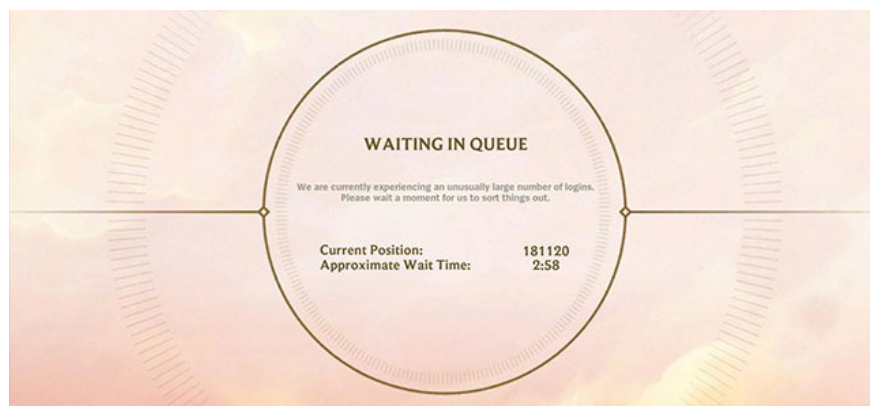 WAITING IN QUEUE
We are currently experiencing an unusually large number of logins.
Please wait a moment for us to sort things out.
Current Position: 181120
Approximate Wait Time: 2:58